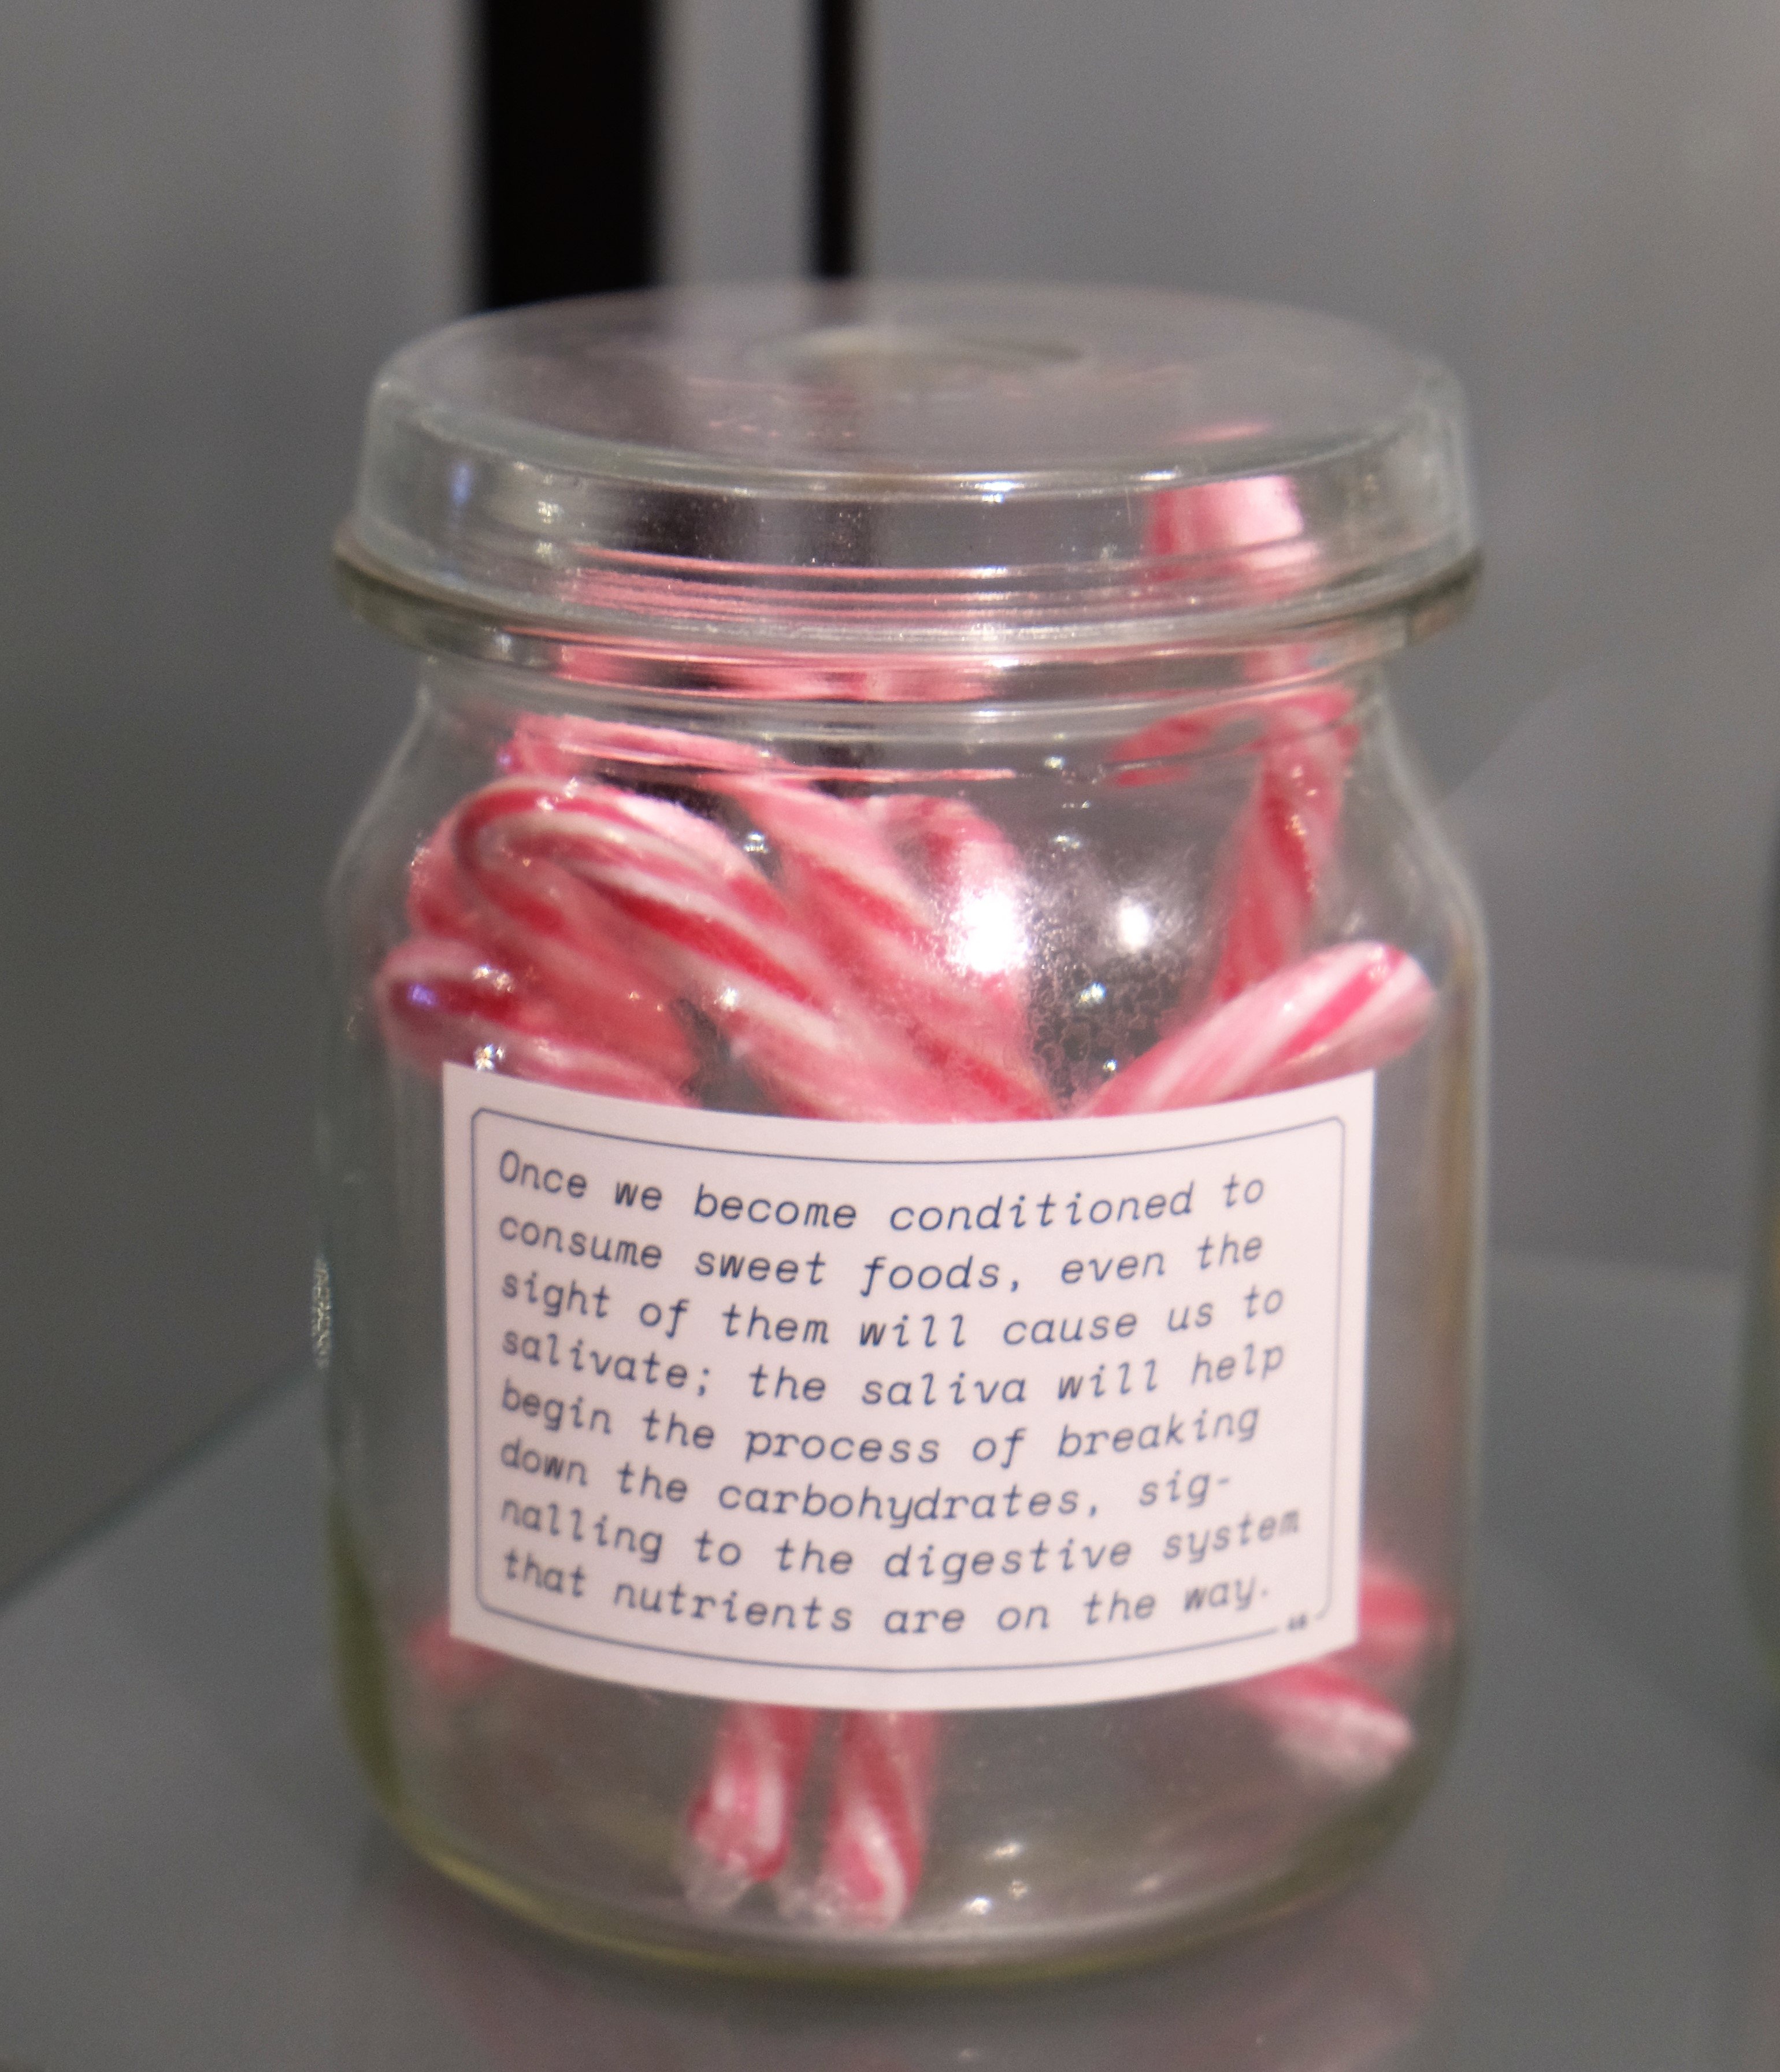 Once we become conditioned to
consume sweet foods, even the
sight of them will cause us to
salivate; the saliva will help
begin the process of breaking
down the carbohydrates, sig-
nalling to the digestive system
that nutrients are on the way.